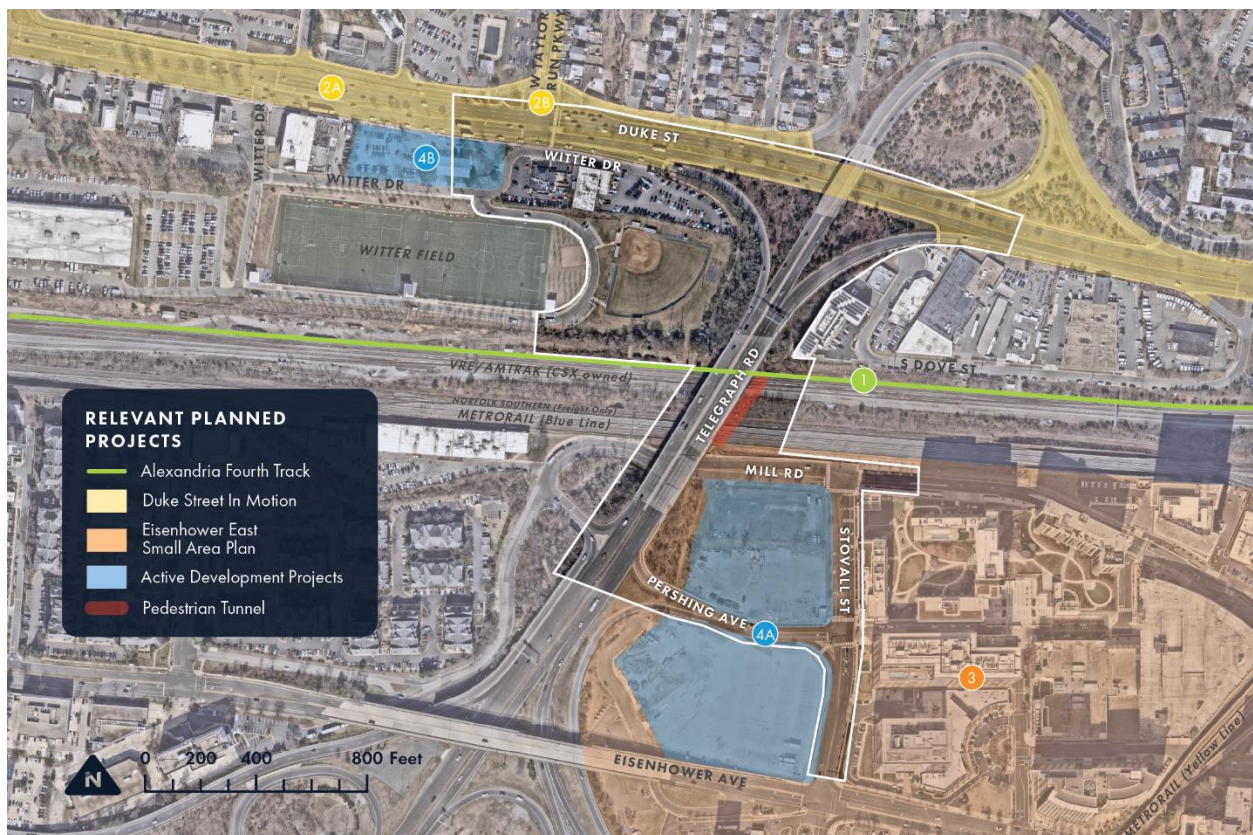 W TAYLOR
RUN PKWY
2A
2B
DUKE ST
WITTER DR
4B
WITTER DR
WITTER DR
WITTER FIELD
VRE/AMTRAK (CSX owned)
1
S DOVE ST
NORFOLK SOUTHERN (Freight Only)
METRORAIL (Blue Line)
TELEGRAPH RD
MILL RD
STOVALL ST
PERSHING AVE
4A
3
EISENHOWER AVE
METRORAIL (Yellow Line)
RELEVANT PLANNED
PROJECTS
Alexandria Fourth Track
Duke Street In Motion
Eisenhower East
Small Area Plan
Active Development Projects
Pedestrian Tunnel
N
0 200 400 800 Feet